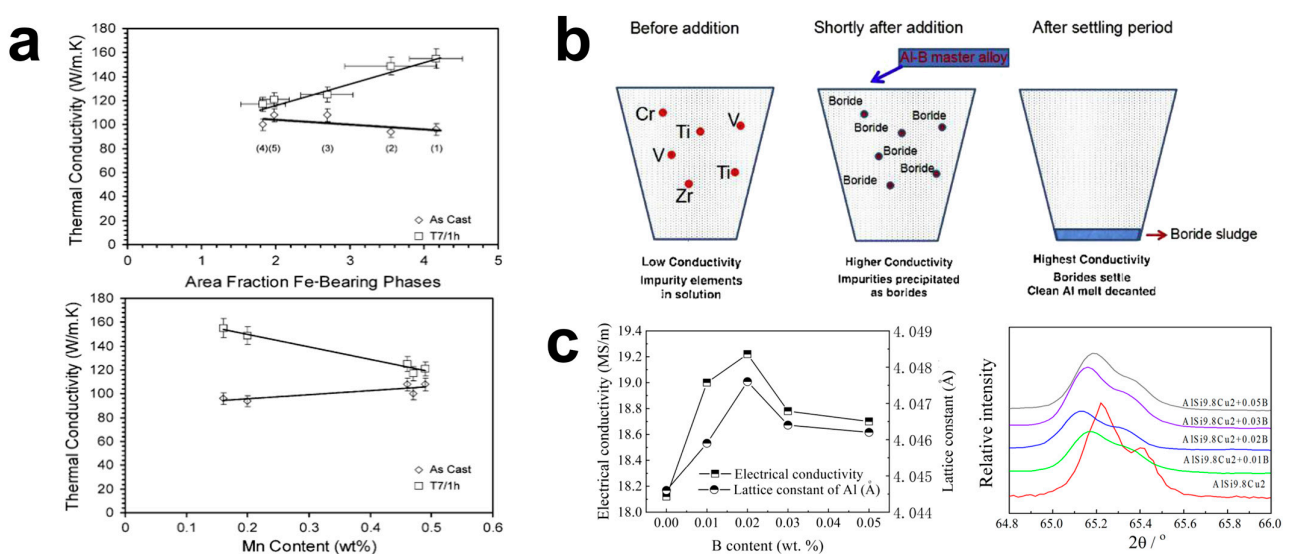 a
180
160
140
120
100
80
60
40
20
0
Thermal Conductivity (W/m.K)
(4)(5)
(3)
(2)
(1)
As Cast
T7/1h
0
1
2
3
4
5
Area Fraction Fe-Bearing Phases
180
160
140
120
100
80
60
40
20
0
Thermal Conductivity (W/m.K)
As Cast
T7/1h
0
0.1
0.2
0.3
0.4
0.5
0.6
Mn Content (wt%)
b
Before addition
Shortly after addition
After settling period
Al-B master alloy
Cr
Ti
V
V
Ti
Zr
Boride
Boride
Boride
Boride
Boride
Boride
Boride sludge
Low Conductivity
Impurity elements
in solution
Higher Conductivity
Impurities precipitated
as borides
Highest Conductivity
Borides settle
Clean Al melt decanted
c
Electrical conductivity (MS/m)
19.4
19.2
19.0
18.8
18.6
18.4
18.2
18.0
4.049
4.048
4.047
4.046
4.045
4.044
Lattice constant (Å)
Electrical conductivity
Lattice constant of Al (Å)
0.00
0.01
0.02
0.03
0.04
0.05
B content (wt. %)
Relative intensity
AlSi9.8Cu2+0.05B
AlSi9.8Cu2+0.03B
AlSi9.8Cu2+0.02B
AlSi9.8Cu2+0.01B
AlSi9.8Cu2
64.8
65.0
65.2
65.4
65.6
65.8
66.0
2θ / °